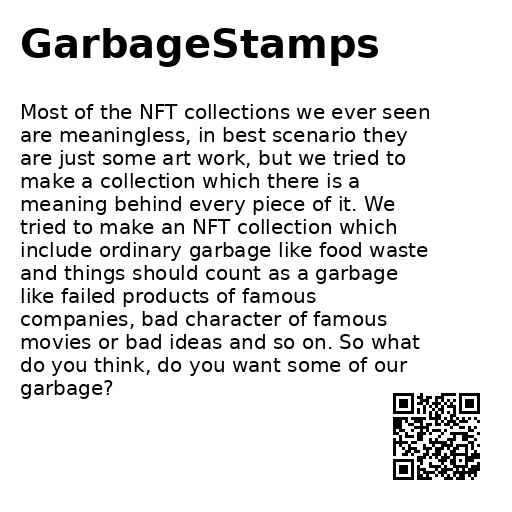 GarbageStamps
Most of the NFT collections we ever seen
are meaningless, in best scenario they
are just some art work, but we tried to
make a collection which there is a
meaning behind every piece of it. We
tried to make an NFT collection which
include ordinary garbage like food waste
and things should count as a garbage
like failed products of famous
companies, bad character of famous
movies or bad ideas and so on. So what
do you think, do you want some of our
garbage?